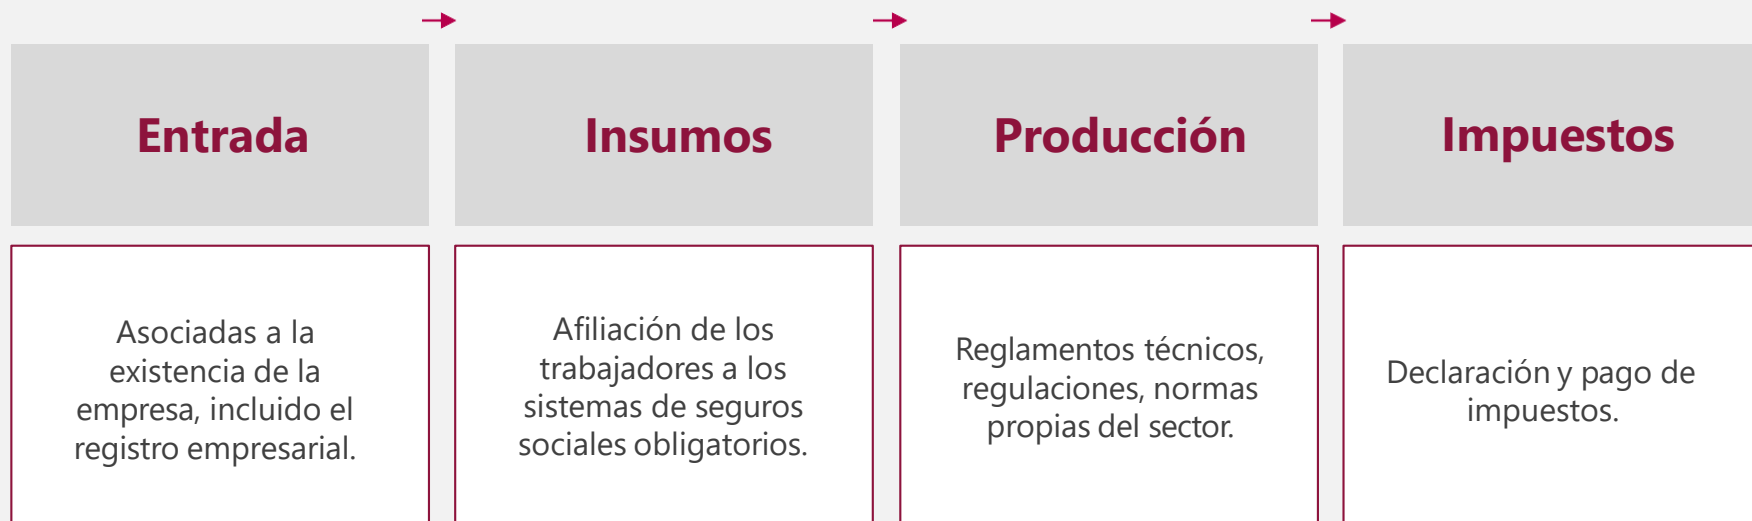 Entrada
Insumos
Producción
Impuestos
Asociadas a la
existencia de la
empresa, incluido el
registro empresarial.
Afiliación de los
trabajadores a los
sistemas de seguros
sociales obligatorios.
Reglamentos técnicos,
regulaciones, normas
propias del sector.
Declaración y pago de
impuestos.